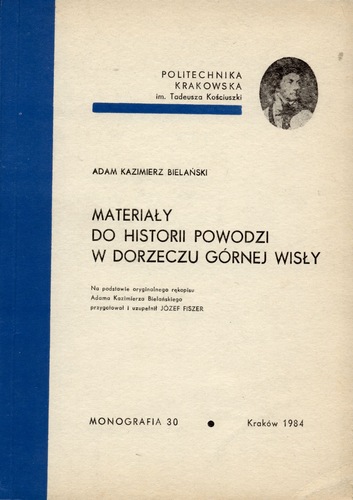 POLITECHNIKA
KRAKOWSKA
im. Tadeusza Kościuszki
ADAM KAZIMIERZ BIELAŃSKI
MATERIAŁY
DO HISTORII POWODZI
W DORZECZU GÓRNEJ WISŁY
Na podstawie oryginalnego rękopisu
Adama Kazimierza Bielańskiego
przygotował i uzupełnił JÓZEF FISZER
MONOGRAFIA 30 • Kraków 1984